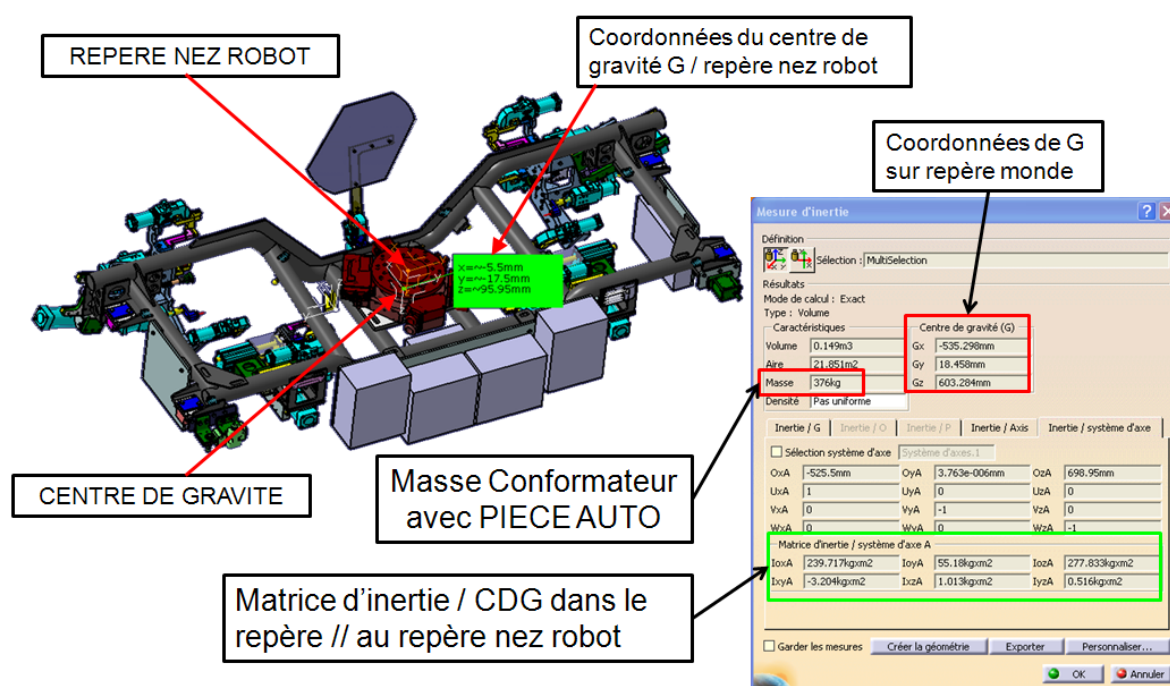 REPERE NEZ ROBOT
Coordonnées du centre de
gravité G / repère nez robot
Coordonnées de G
sur repère monde
x=~-5.5mm
y=~-17.5mm
z=~95.95mm
CENTRE DE GRAVITE
Masse Conformateur
avec PIECE AUTO
Matrice d'inertie / CDG dans le
repère // au repère nez robot
Mesure d'inertie
Définition
Sélection : MultiSelection
Résultats
Mode de calcul : Exact
Type : Volume
Caractéristiques
Centre de gravité (G)
Volume 0.149m3 Gx -535.298mm
Aire 21.851m2 Gy 18.458mm
Masse 376kg Gz 603.284mm
Densité Pas uniforme
Inertie / G Inertie / O Inertie / P Inertie / Axis Inertie / système d'axe
Sélection système d'axe Système d'axes.1
OxA -525.5mm OyA 3.763e-006mm OzA 698.95mm
UxA 1 UyA 0 UzA 0
VxA 0 VyA -1 VzA 0
WxA 0 WyA 0 WzA -1
Matrice d'inertie / système d'axe A
IoxA 239.717kgxm2 IoyA 55.18kgxm2 IozA 277.833kgxm2
IxyA -3.204kgxm2 IxzA 1.013kgxm2 IyzA 0.516kgxm2
Garder les mesures Créer la géométrie Exporter Personnaliser...
OK Annuler